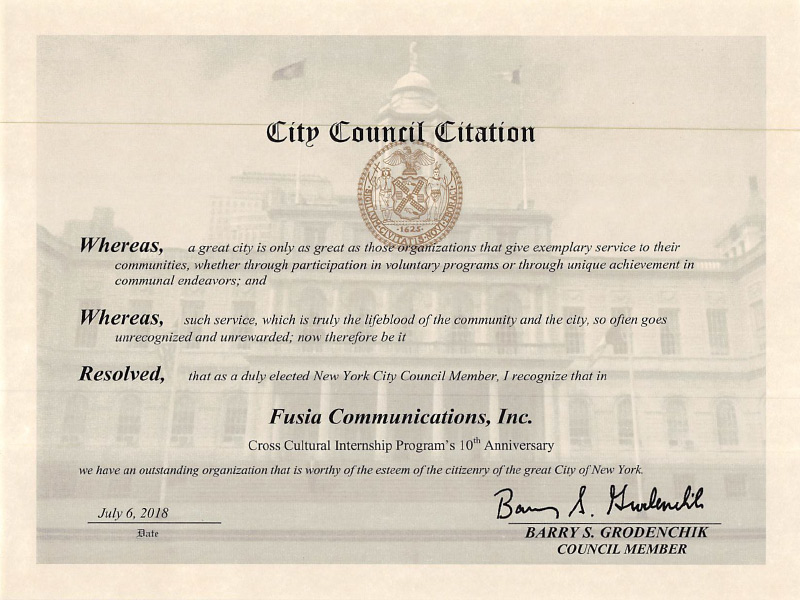 City Council Citation
SIGILLVM CIVITATIS NOVI EBORACI
·1625·
Whereas, a great city is only as great as those organizations that give exemplary service to their
communities, whether through participation in voluntary programs or through unique achievement in
communal endeavors; and
Whereas, such service, which is truly the lifeblood of the community and the city, so often goes
unrecognized and unrewarded; now therefore be it
Resolved, that as a duly elected New York City Council Member, I recognize that in
Fusia Communications, Inc.
Cross Cultural Internship Program's 10th Anniversary
we have an outstanding organization that is worthy of the esteem of the citizenry of the great City of New York.
July 6, 2018
Date
Barry S. Grodenchik
BARRY S. GRODENCHIK
COUNCIL MEMBER